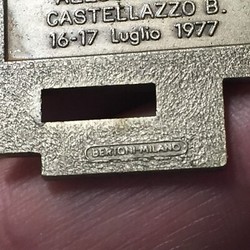 CASTELLAZZO B.
16-17 Luglio 1977
BERTONI-MILANO